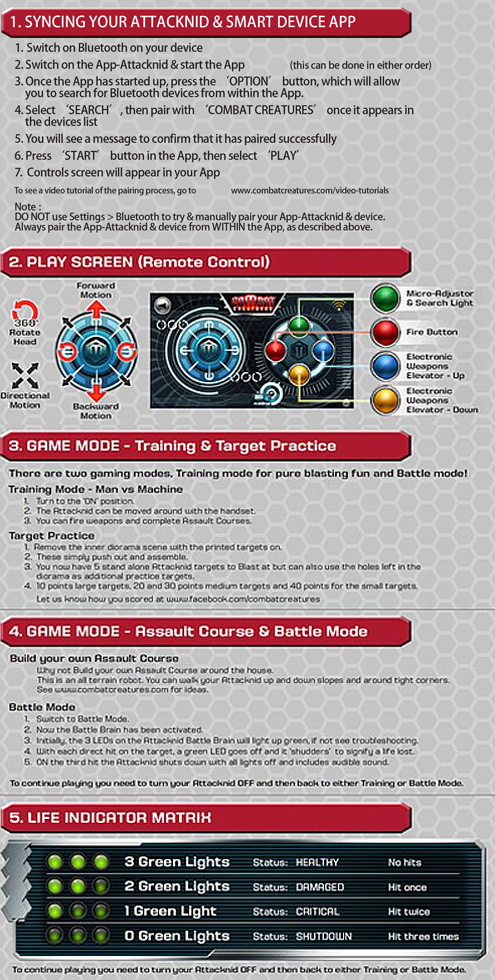 1. SYNCING YOUR ATTACKNID & SMART DEVICE APP
1. Switch on Bluetooth on your device
2. Switch on the App-Attacknid & start the App (this can be done in either order)
3. Once the App has started up, press the 'OPTION' button, which will allow
you to search for Bluetooth devices from within the App.
4. Select 'SEARCH', then pair with 'COMBAT CREATURES' once it appears in
the devices list
5. You will see a message to confirm that it has paired successfully
6. Press 'START' button in the App, then select 'PLAY'
7. Controls screen will appear in your App
To see a video tutorial of the pairing process, go to www.combatcreatures.com/video-tutorials
Note :
DO NOT use Settings > Bluetooth to try & manually pair your App-Attacknid & device.
Always pair the App-Attacknid & device from WITHIN the App, as described above.
2. PLAY SCREEN (Remote Control)
360°
Rotate
Head
Directional
Motion
Forward
Motion
Backward
Motion
COMBAT
Micro-Adjustor
& Search Light
Fire Button
Electronic
Weapons
Elevator - Up
Electronic
Weapons
Elevator - Down
3. GAME MODE - Training & Target Practice
There are two gaming modes, Training mode for pure blasting fun and Battle mode!
Training Mode - Man vs Machine
1. Turn to the "ON" position.
2. The Attacknid can be moved around with the handset.
3. You can fire weapons and complete Assault Courses.
Target Practice
1. Remove the inner diorama scene with the printed targets on.
2. These simply push out and assemble.
3. You now have 5 stand alone Attacknid targets to Blast at but can also use the holes left in the
diorama as additional practice targets.
4. 10 points large targets, 20 and 30 points medium targets and 40 points for the small targets.
Let us know how you scored at www.facebook.com/combatcreatures
4. GAME MODE - Assault Course & Battle Mode
Build your own Assault Course
Why not Build your own Assault Course around the house.
This is an all terrain robot. You can walk your Attacknid up and down slopes and around tight corners.
See www.combatcreatures.com for ideas.
Battle Mode
1. Switch to Battle Mode.
2. Now the Battle Brain has been activated.
3. Initially, the 3 LEDs on the Attacknid Battle Brain will light up green, if not see troubleshooting.
4. With each direct hit on the target, a green LED goes off and it "shudders" to signify a life lost.
5. ON the third hit the Attacknid shuts down with all lights off and includes audible sound.
To continue playing you need to turn your Attacknid OFF and then back to either Training or Battle Mode.
5. LIFE INDICATOR MATRIX
3 Green Lights Status: HEALTHY No hits
2 Green Lights Status: DAMAGED Hit once
1 Green Light Status: CRITICAL Hit twice
0 Green Lights Status: SHUTDOWN Hit three times
To continue playing you need to turn your Attacknid OFF and then back to either Training or Battle Mode.